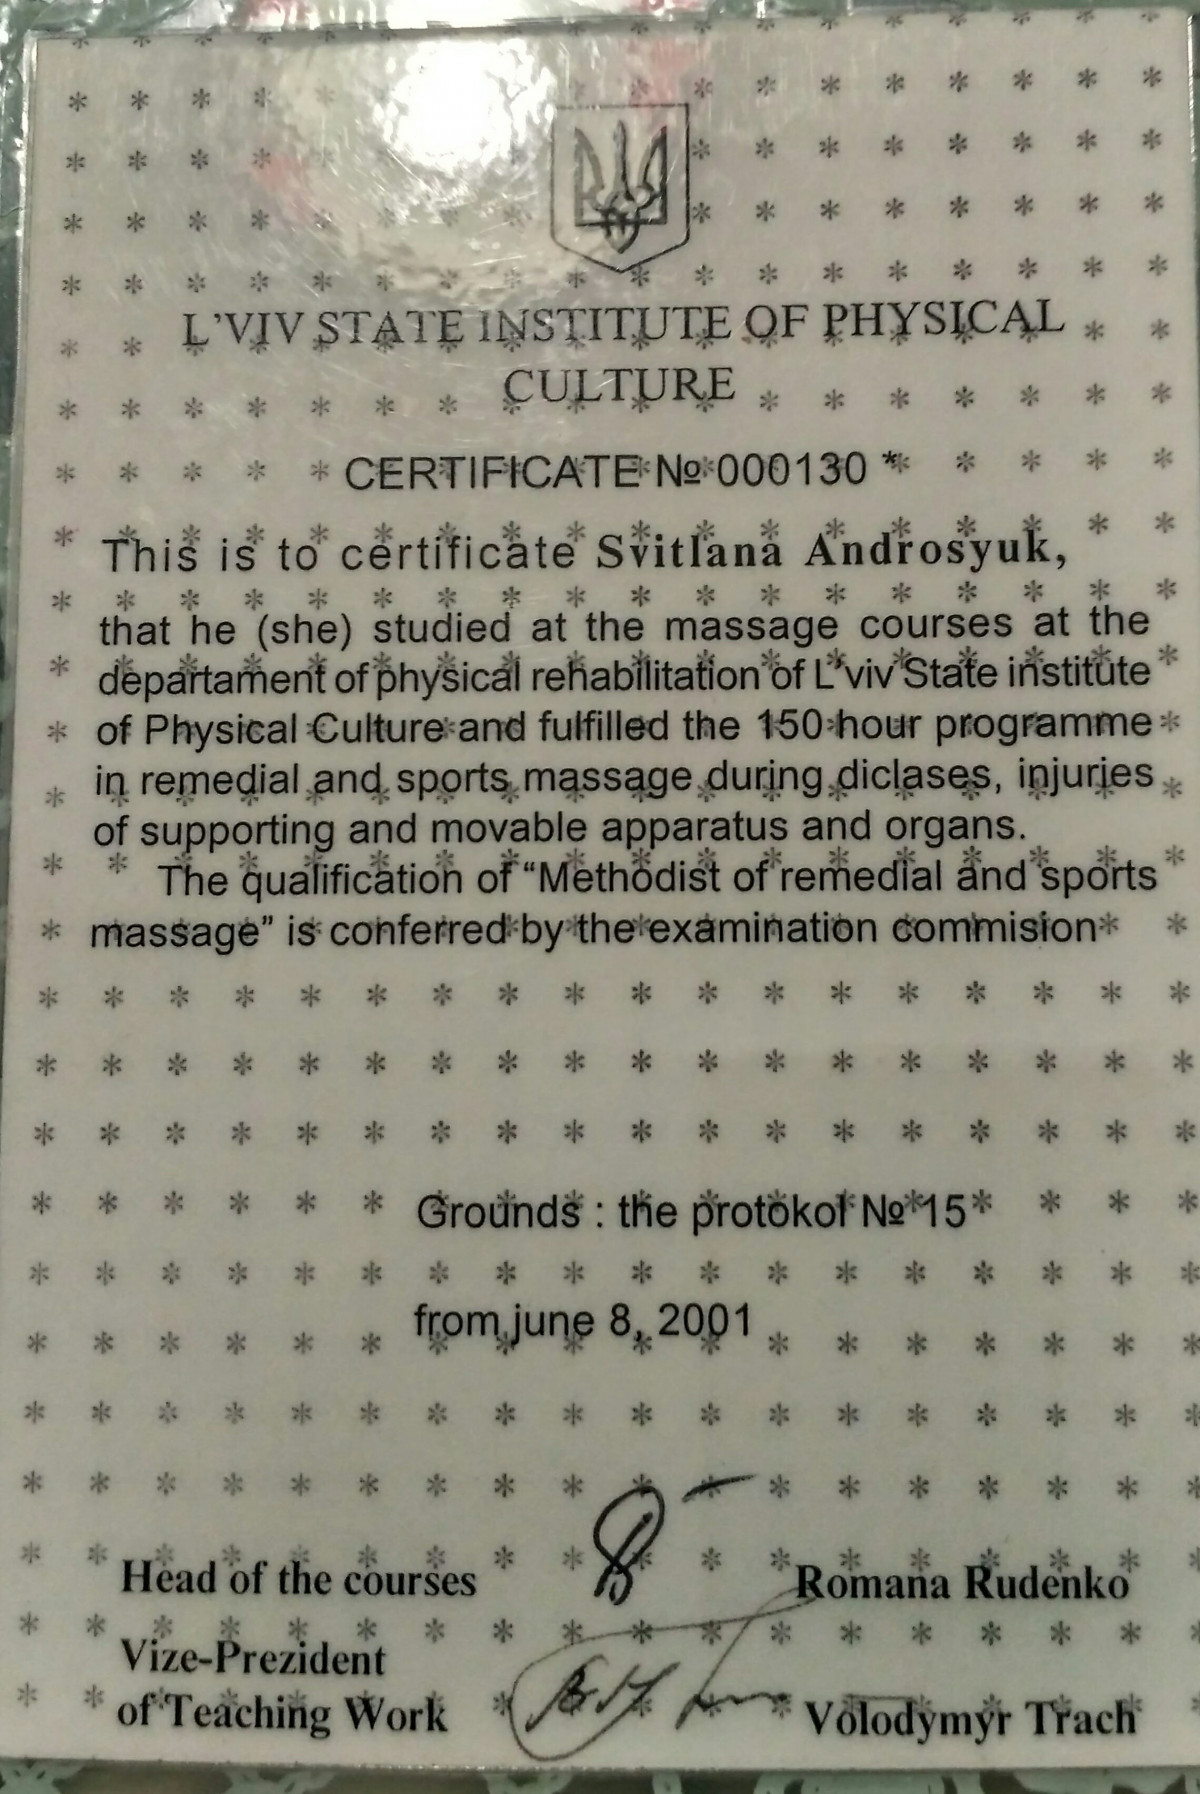 L'VIV STATE INSTITUTE OF PHYSICAL
CULTURE
CERTIFICATE № 000130
This is to certificate Svitlana Androsyuk,
that he (she) studied at the massage courses at the
departament of physical rehabilitation of L'viv State institute
of Physical Culture and fulfilled the 150 hour programme
in remedial and sports massage during diclases, injuries
of supporting and movable apparatus and organs.
The qualification of “Methodist of remedial and sports
massage” is conferred by the examination commision
Grounds : the protokol № 15
from june 8, 2001
Head of the courses Romana Rudenko
Vize-Prezident
of Teaching Work Volodymyr Trach